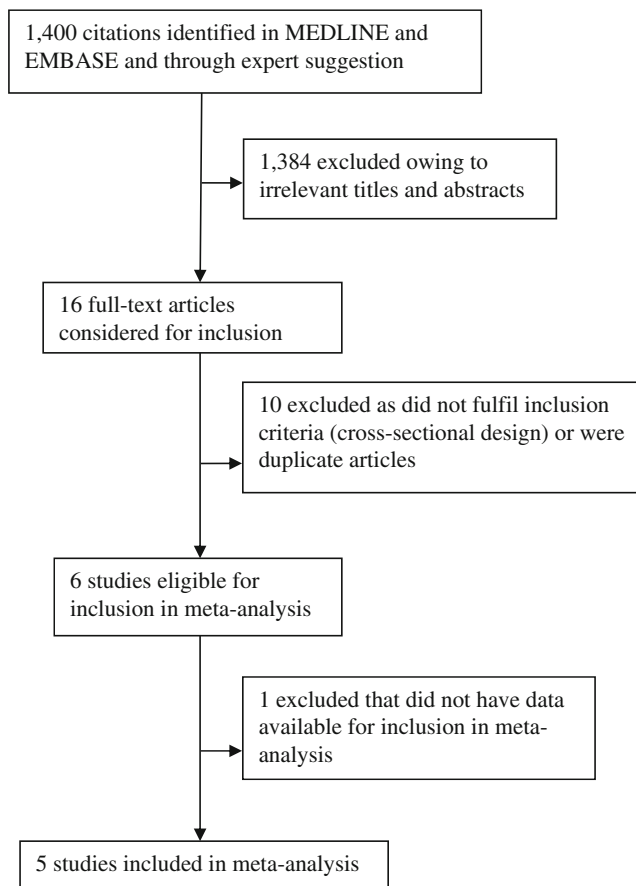 1,400 citations identified in MEDLINE and
EMBASE and through expert suggestion
1,384 excluded owing to
irrelevant titles and abstracts
16 full-text articles
considered for inclusion
10 excluded as did not fulfil inclusion
criteria (cross-sectional design) or were
duplicate articles
6 studies eligible for
inclusion in meta-analysis
1 excluded that did not have data
available for inclusion in meta-
analysis
5 studies included in meta-analysis